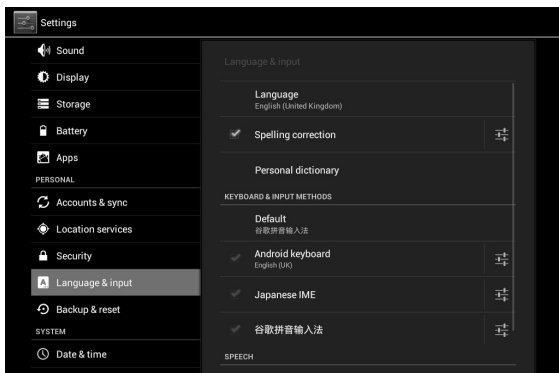 Settings
Sound
Display
Storage
Battery
Apps
PERSONAL
Accounts & sync
Location services
Security
Language & input
Backup & reset
SYSTEM
Date & time
Language & input
Language
English (United Kingdom)
Spelling correction
Personal dictionary
KEYBOARD & INPUT METHODS
Default
谷歌拼音输入法
Android keyboard
English (UK)
Japanese IME
谷歌拼音输入法
SPEECH